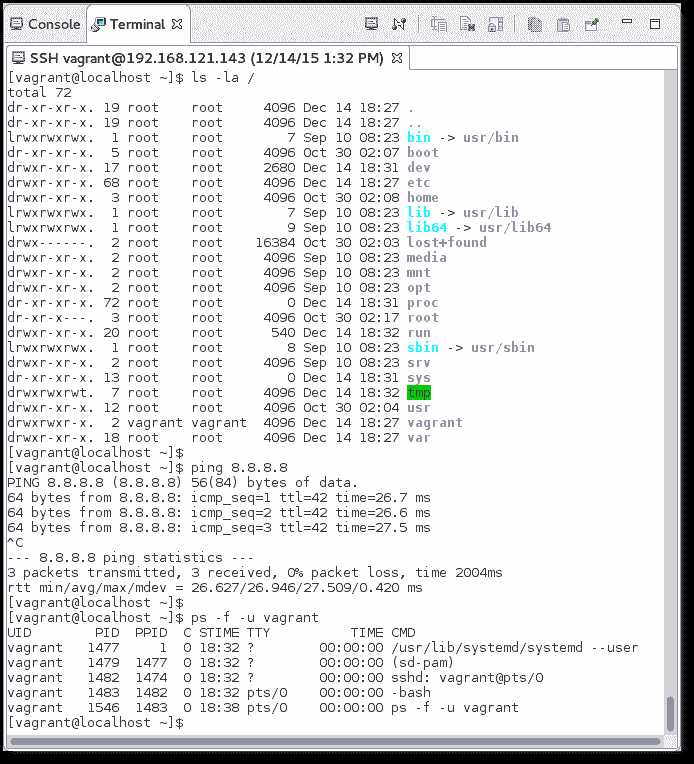 Console Terminal
SSH vagrant@192.168.121.143 (12/14/15 1:32 PM)
[vagrant@localhost ~]$ ls -la /
total 72
dr-xr-xr-x. 19 root    root     4096 Dec 14 18:27 .
dr-xr-xr-x. 19 root    root     4096 Dec 14 18:27 ..
lrwxrwxrwx.  1 root    root        7 Sep 10 08:23 bin -> usr/bin
dr-xr-xr-x.  5 root    root     4096 Oct 30 02:07 boot
drwxr-xr-x. 17 root    root     2680 Dec 14 18:31 dev
drwxr-xr-x. 68 root    root     4096 Dec 14 18:27 etc
drwxr-xr-x.  3 root    root     4096 Oct 30 02:08 home
lrwxrwxrwx.  1 root    root        7 Sep 10 08:23 lib -> usr/lib
lrwxrwxrwx.  1 root    root        9 Sep 10 08:23 lib64 -> usr/lib64
drwx------.  2 root    root    16384 Oct 30 02:03 lost+found
drwxr-xr-x.  2 root    root     4096 Sep 10 08:23 media
drwxr-xr-x.  2 root    root     4096 Sep 10 08:23 mnt
drwxr-xr-x.  2 root    root     4096 Sep 10 08:23 opt
dr-xr-xr-x. 72 root    root        0 Dec 14 18:31 proc
dr-xr-x---.  3 root    root     4096 Oct 30 02:17 root
drwxr-xr-x. 20 root    root      540 Dec 14 18:32 run
lrwxrwxrwx.  1 root    root        8 Sep 10 08:23 sbin -> usr/sbin
drwxr-xr-x.  2 root    root     4096 Sep 10 08:23 srv
dr-xr-xr-x. 13 root    root        0 Dec 14 18:31 sys
drwxrwxrwt.  7 root    root     4096 Dec 14 18:32 tmp
drwxr-xr-x. 12 root    root     4096 Oct 30 02:04 usr
drwxrwxr-x.  2 vagrant vagrant  4096 Dec 14 18:27 vagrant
drwxr-xr-x. 18 root    root     4096 Dec 14 18:27 var
[vagrant@localhost ~]$
[vagrant@localhost ~]$ ping 8.8.8.8
PING 8.8.8.8 (8.8.8.8) 56(84) bytes of data.
64 bytes from 8.8.8.8: icmp_seq=1 ttl=42 time=26.7 ms
64 bytes from 8.8.8.8: icmp_seq=2 ttl=42 time=26.6 ms
64 bytes from 8.8.8.8: icmp_seq=3 ttl=42 time=27.5 ms
^C
--- 8.8.8.8 ping statistics ---
3 packets transmitted, 3 received, 0% packet loss, time 2004ms
rtt min/avg/max/mdev = 26.627/26.946/27.509/0.420 ms
[vagrant@localhost ~]$
[vagrant@localhost ~]$ ps -f -u vagrant
UID        PID  PPID  C STIME TTY          TIME CMD
vagrant   1477     1  0 18:32 ?        00:00:00 /usr/lib/systemd/systemd --user
vagrant   1479  1477  0 18:32 ?        00:00:00 (sd-pam)
vagrant   1482  1474  0 18:32 ?        00:00:00 sshd: vagrant@pts/0
vagrant   1483  1482  0 18:32 pts/0    00:00:00 -bash
vagrant   1546  1483  0 18:38 pts/0    00:00:00 ps -f -u vagrant
[vagrant@localhost ~]$